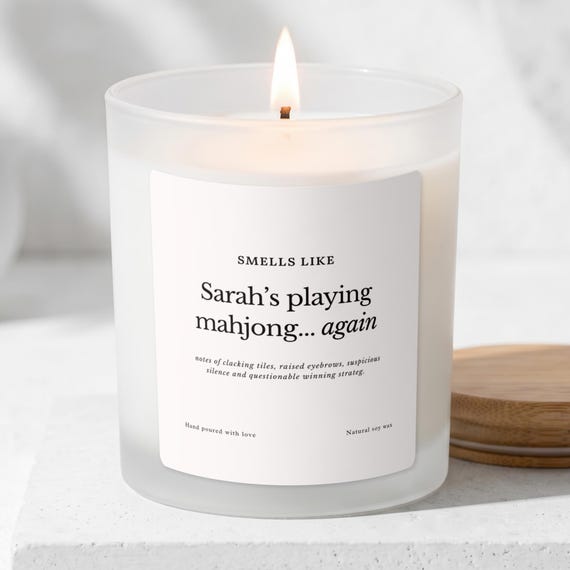 SMELLS LIKE
Sarah's playing
mahjong... again
notes of clacking tiles, raised eyebrows, suspicious
silence and questionable winning strateg.
Hand poured with love
Natural soy wax